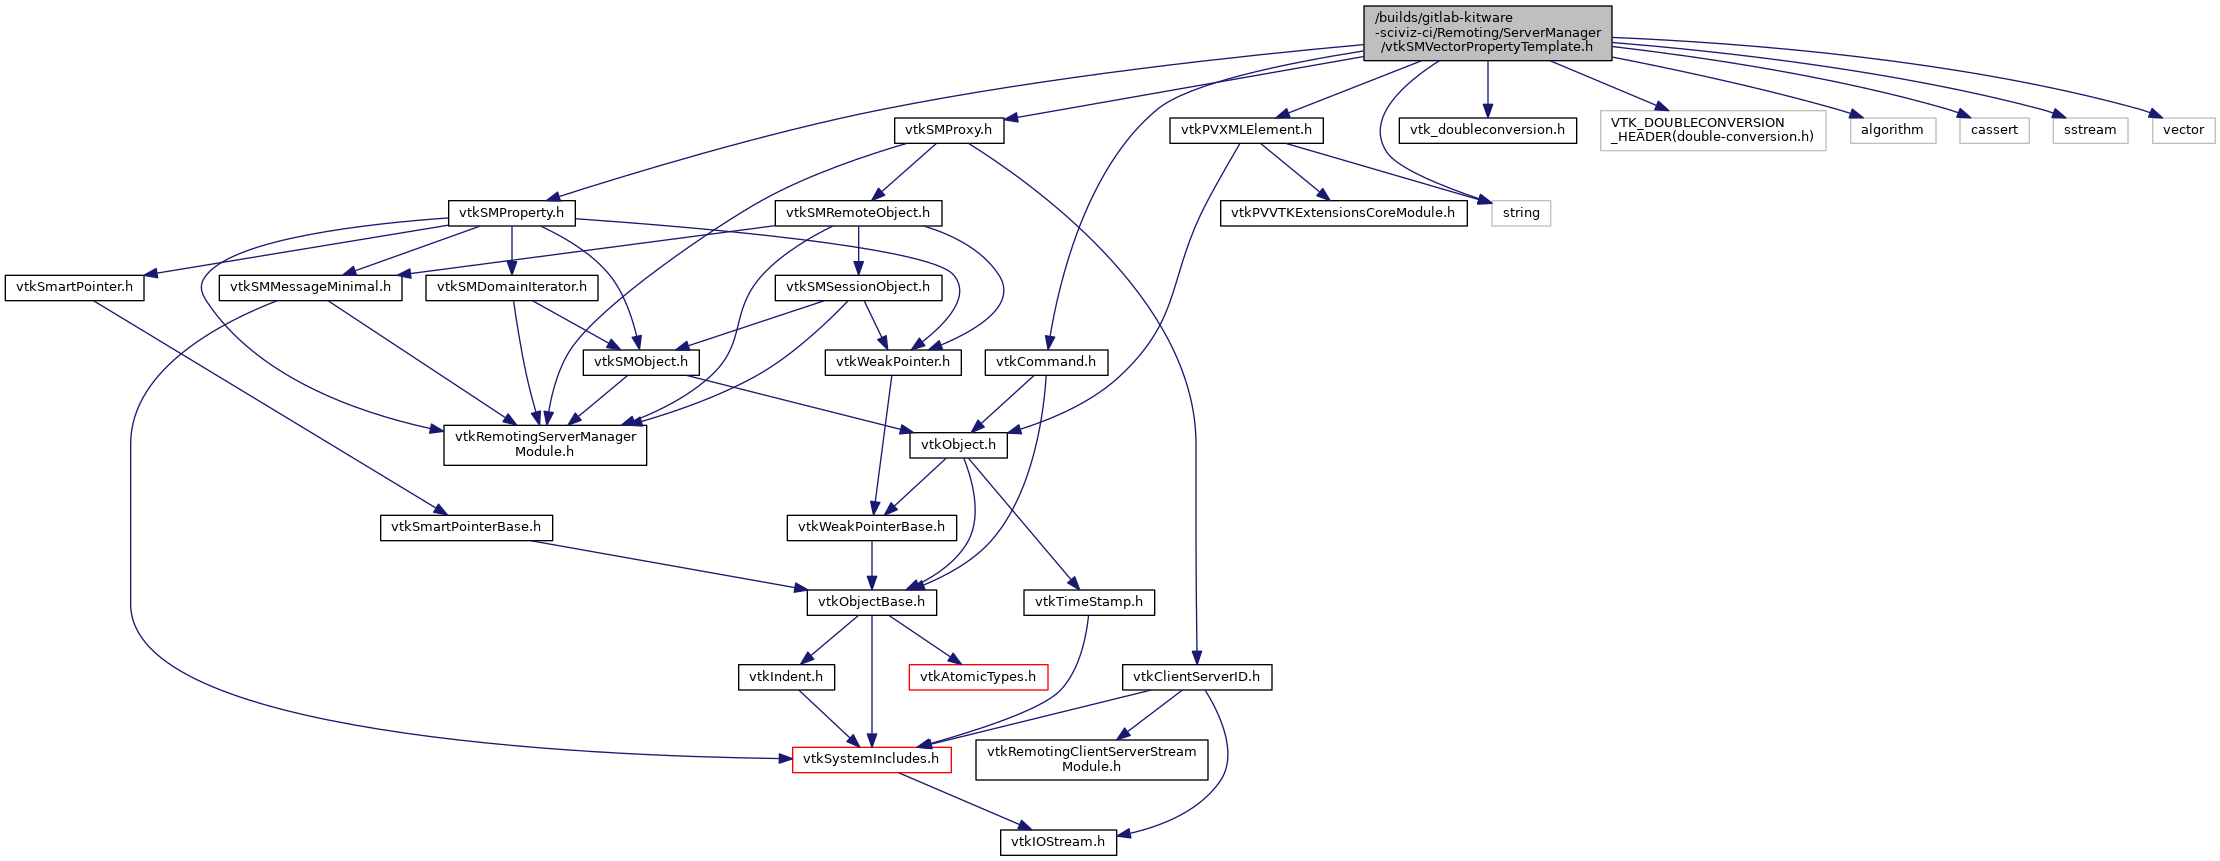 /builds/gitlab-kitware
-sciviz-ci/Remoting/ServerManager
/vtkSMVectorPropertyTemplate.h
vtkSMProxy.h
vtkPVXMLElement.h
vtk_doubleconversion.h
VTK_DOUBLECONVERSION
_HEADER(double-conversion.h)
algorithm
cassert
sstream
vector
vtkSMProperty.h
vtkSMRemoteObject.h
vtkPVVTKExtensionsCoreModule.h
string
vtkSmartPointer.h
vtkSMMessageMinimal.h
vtkSMDomainIterator.h
vtkSMSessionObject.h
vtkSMObject.h
vtkWeakPointer.h
vtkCommand.h
vtkRemotingServerManager
Module.h
vtkObject.h
vtkSmartPointerBase.h
vtkWeakPointerBase.h
vtkObjectBase.h
vtkTimeStamp.h
vtkIndent.h
vtkAtomicTypes.h
vtkClientServerID.h
vtkSystemIncludes.h
vtkRemotingClientServerStream
Module.h
vtkIOStream.h